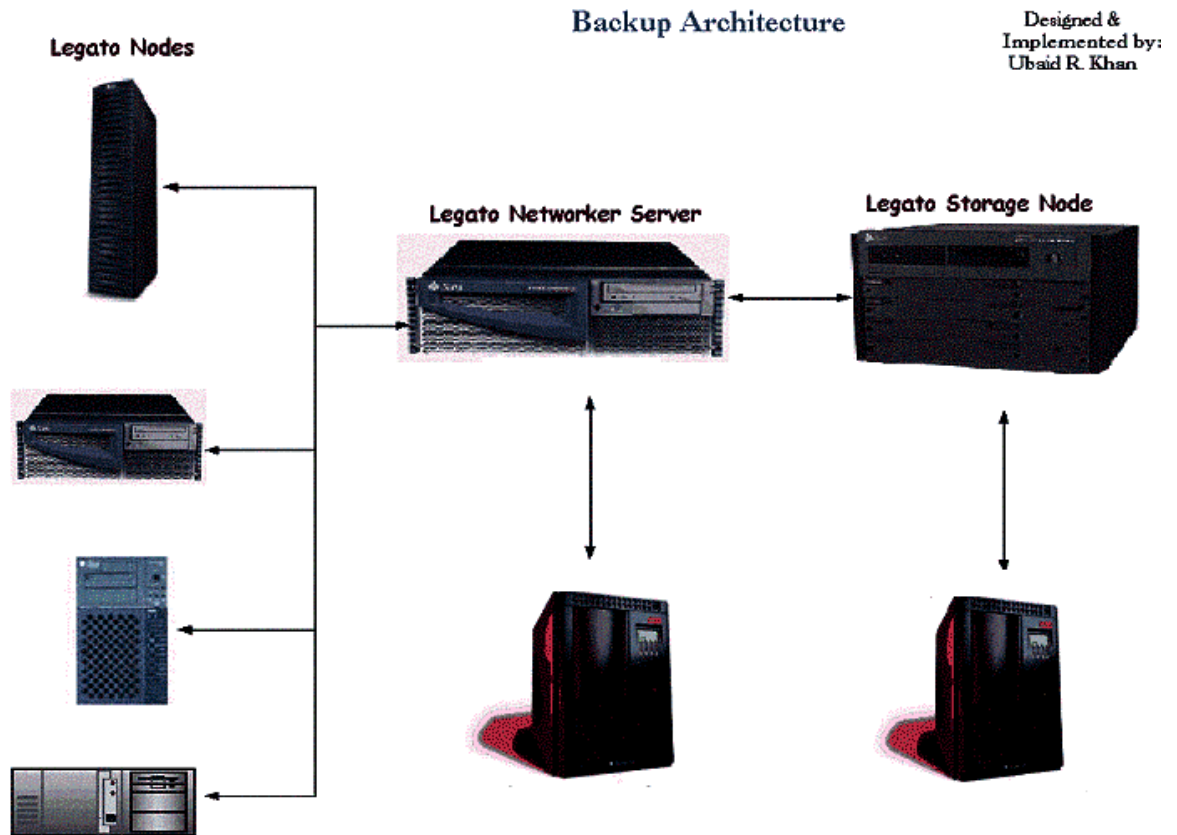 Backup Architecture
Designed &
Implemented by:
Ubaid R. Khan
Legato Nodes
Legato Networker Server
Legato Storage Node